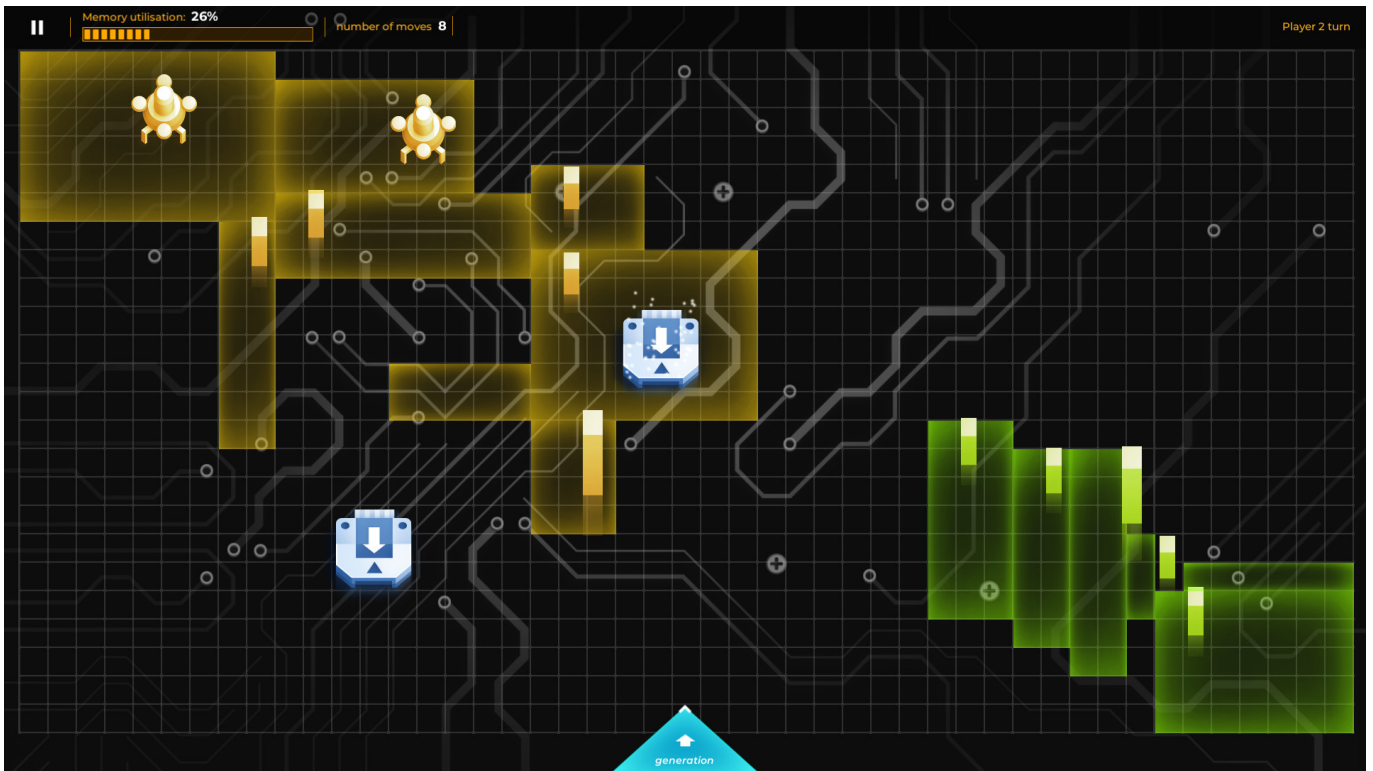 Memory utilisation: 26%
number of moves 8
Player 2 turn
generation